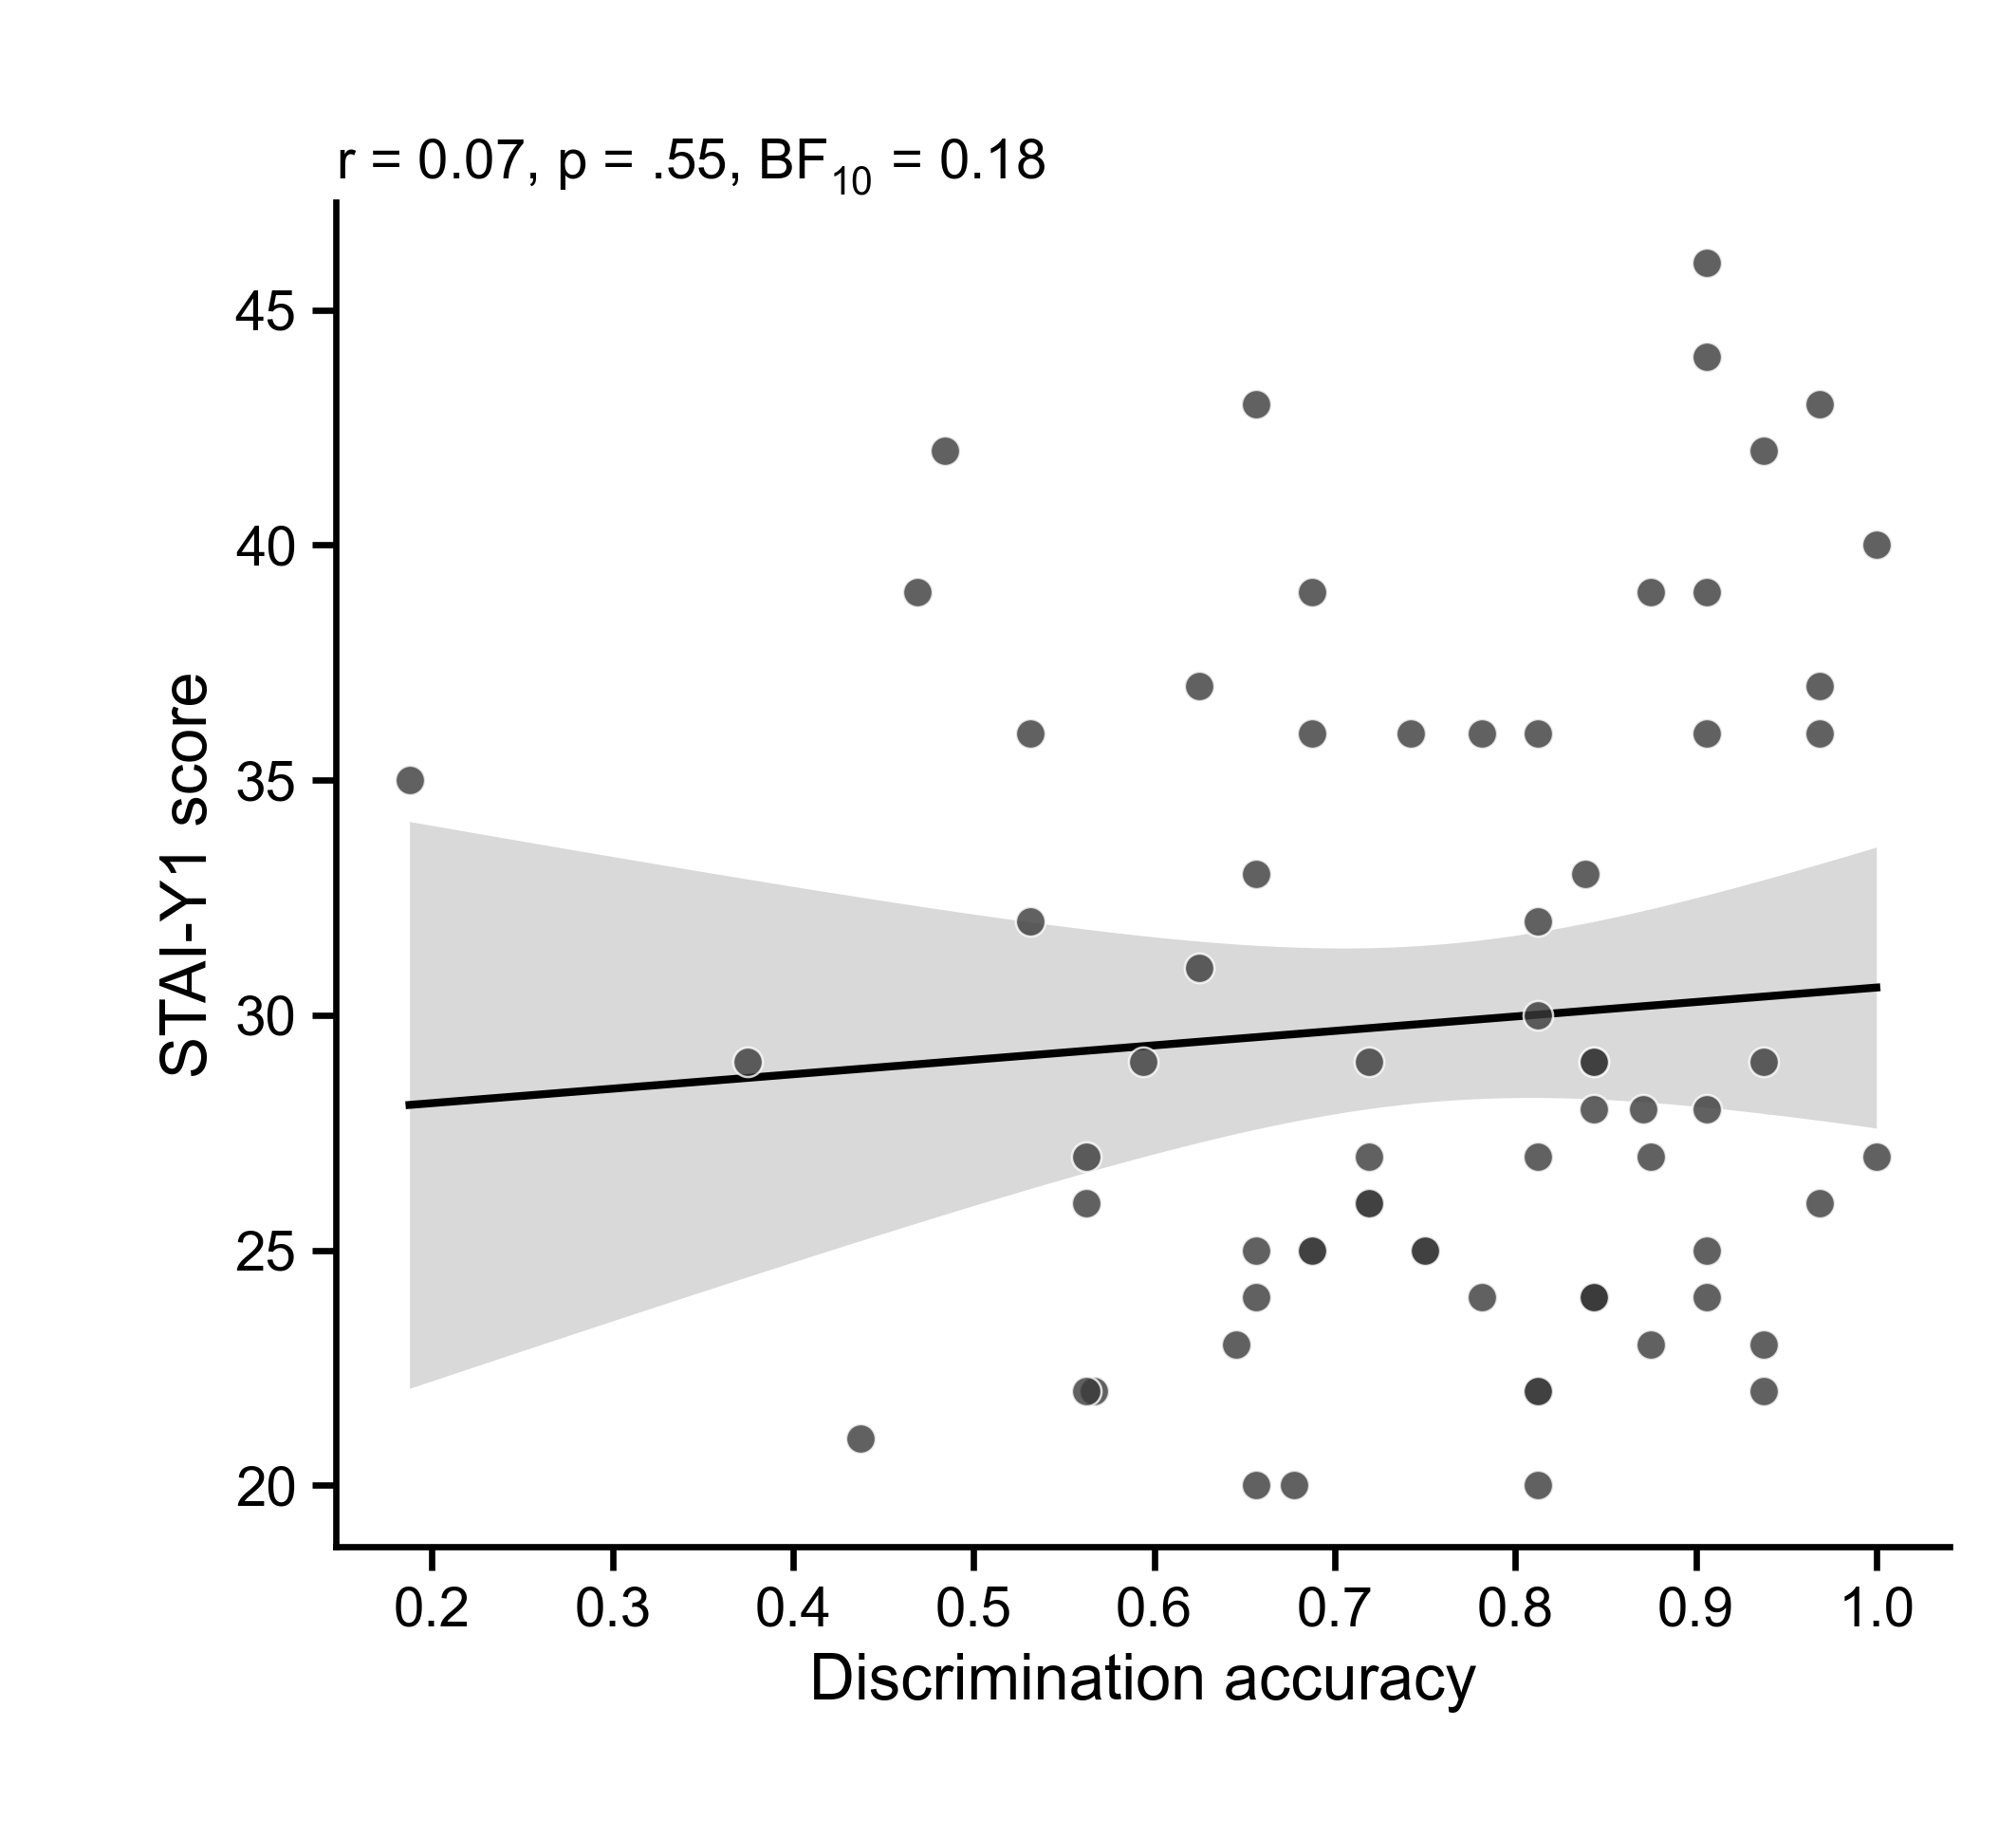 r = 0.07, p = .55, BF₁₀ = 0.18
45
40
35
30
25
20
STAI-Y1 score
0.2 0.3 0.4 0.5 0.6 0.7 0.8 0.9 1.0
Discrimination accuracy